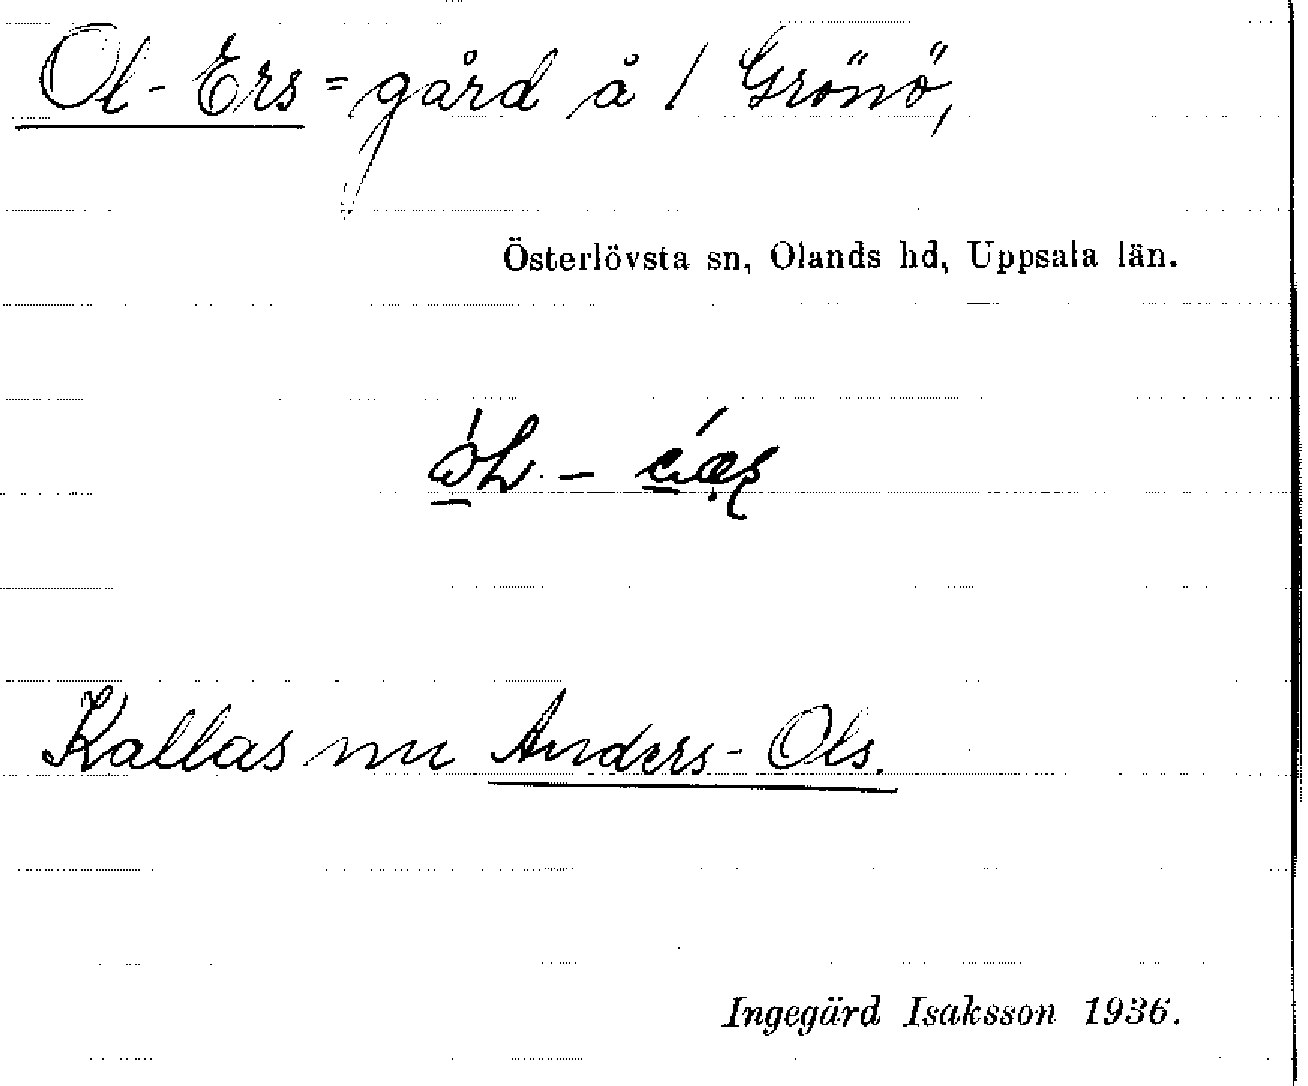 Ol-Ers = gård å 1 Grönö,
Österlövsta sn, Olands hd, Uppsala län.
Kallas nu Anders-Ols.
Ingegärd Isaksson 1936.